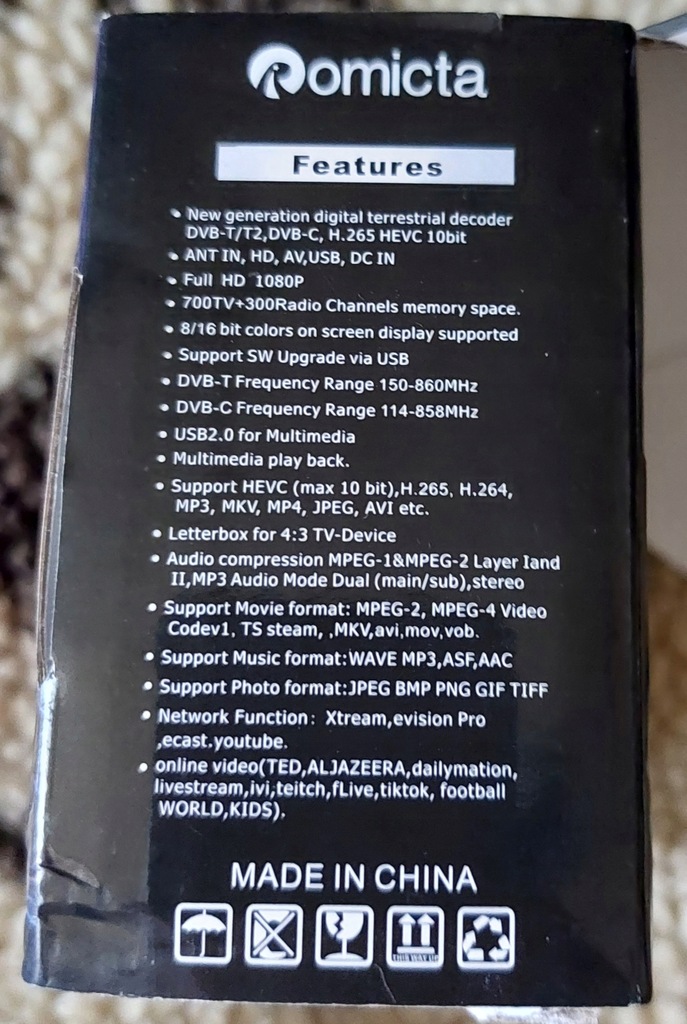 Romicta
Features
• New generation digital terrestrial decoder
DVB-T/T2,DVB-C, H.265 HEVC 10bit
• ANT IN, HD, AV,USB, DC IN
• Full HD 1080P
• 700TV+300Radio Channels memory space.
• 8/16 bit colors on screen display supported
• Support SW Upgrade via USB
• DVB-T Frequency Range 150-860MHz
• DVB-C Frequency Range 114-858MHz
• USB2.0 for Multimedia
• Multimedia play back.
• Support HEVC (max 10 bit),H.265, H.264,
MP3, MKV, MP4, JPEG, AVI etc.
• Letterbox for 4:3 TV-Device
• Audio compression MPEG-1&MPEG-2 Layer Iand
II,MP3 Audio Mode Dual (main/sub),stereo
• Support Movie format: MPEG-2, MPEG-4 Video
Codev1, TS steam, ,MKV,avi,mov,vob.
• Support Music format:WAVE MP3,ASF,AAC
• Support Photo format:JPEG BMP PNG GIF TIFF
• Network Function: Xtream,evision Pro
,ecast.youtube.
• online video(TED,ALJAZEERA,dailymation,
livestream,ivi,teitch,fLive,tiktok, football
WORLD,KIDS).
MADE IN CHINA
THIS WAY UP